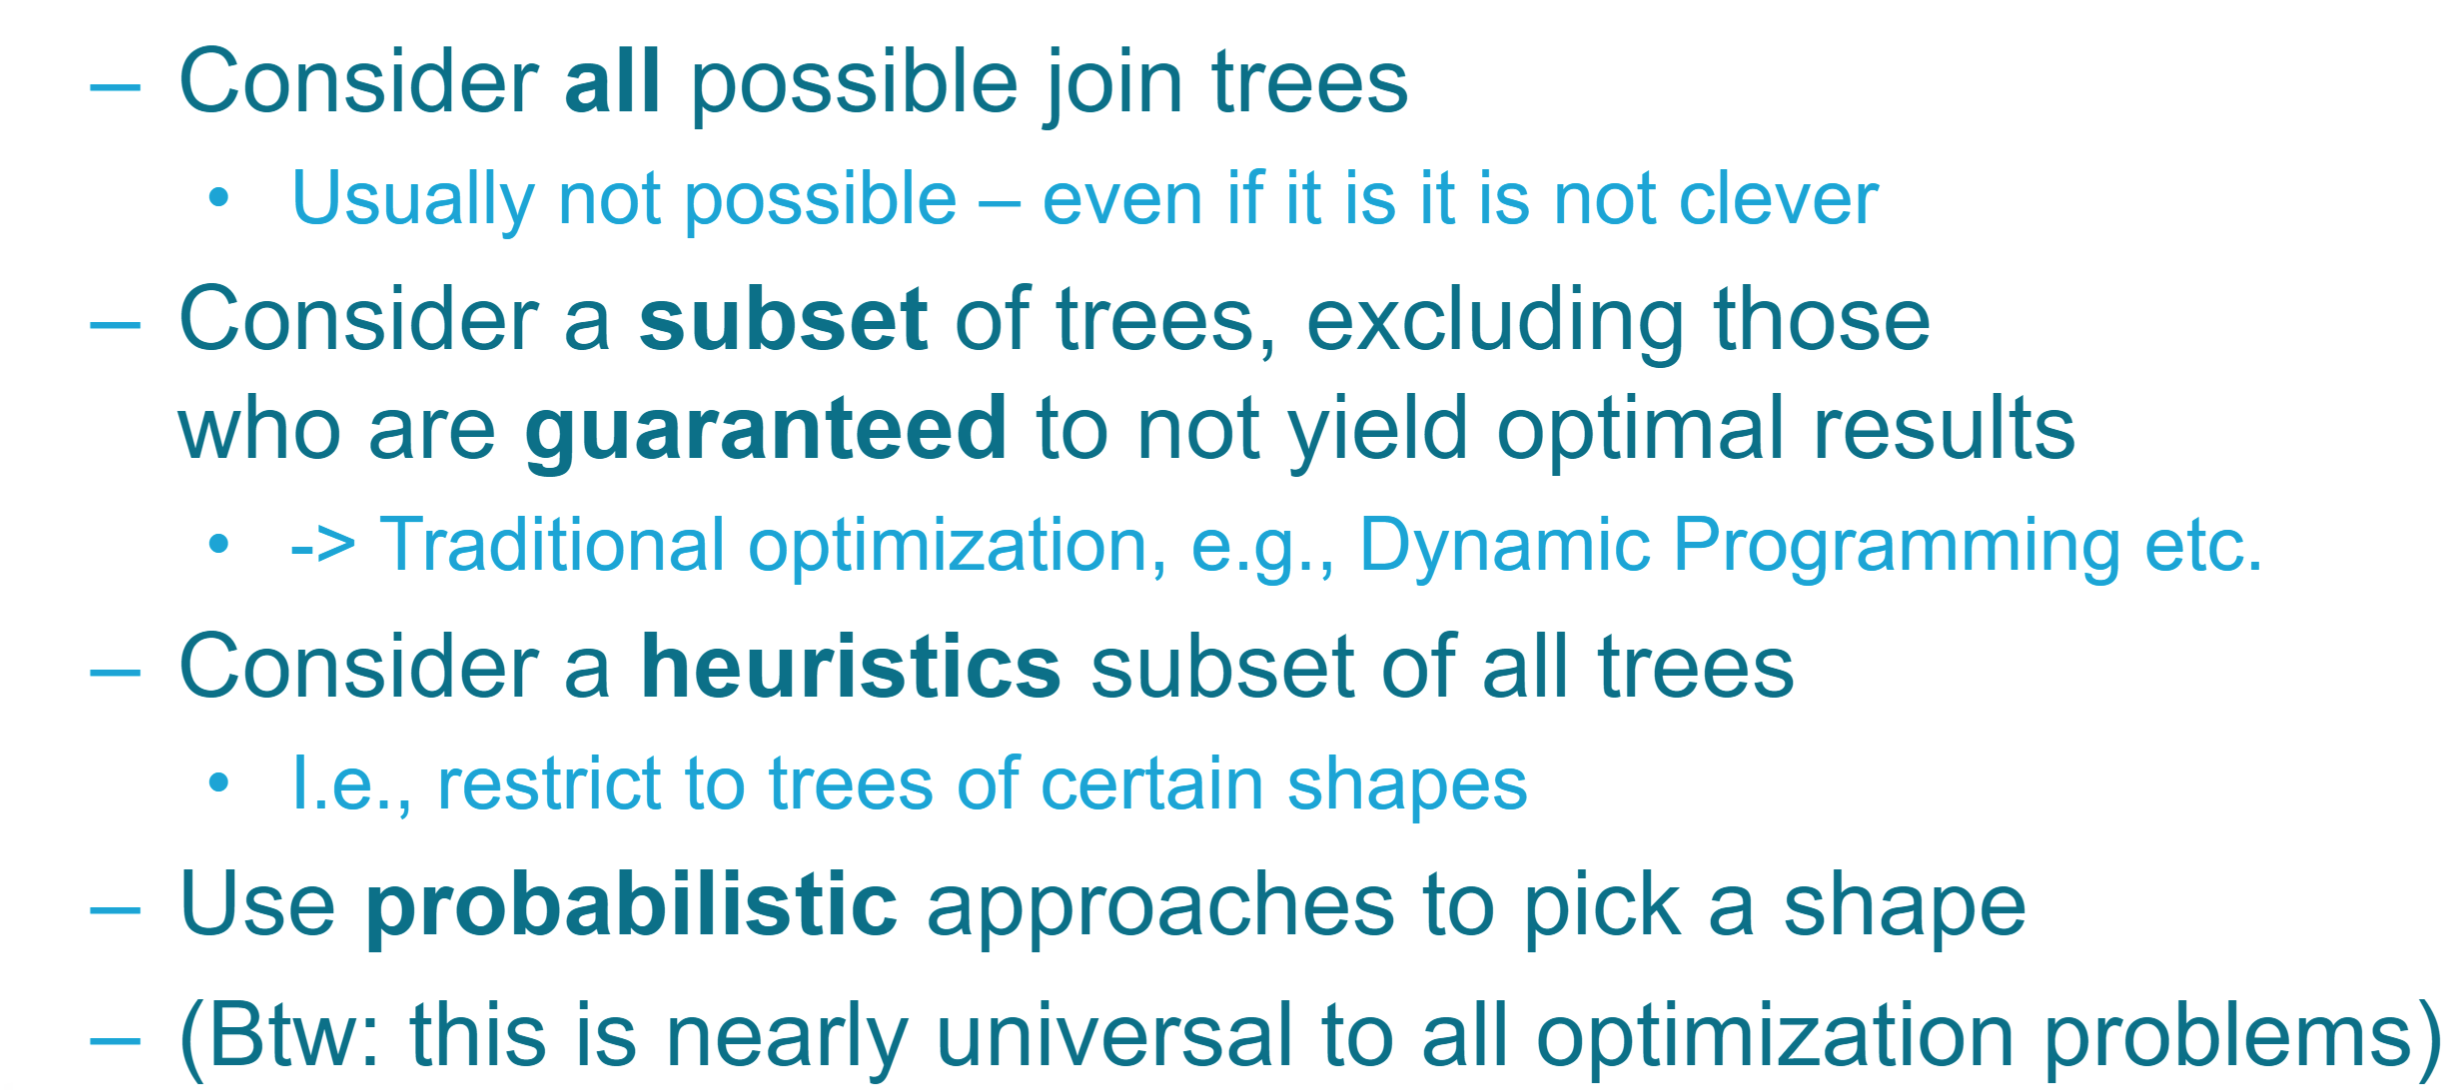 – Consider all possible join trees
• Usually not possible – even if it is it is not clever
– Consider a subset of trees, excluding those
who are guaranteed to not yield optimal results
• -> Traditional optimization, e.g., Dynamic Programming etc.
– Consider a heuristics subset of all trees
• I.e., restrict to trees of certain shapes
– Use probabilistic approaches to pick a shape
– (Btw: this is nearly universal to all optimization problems)